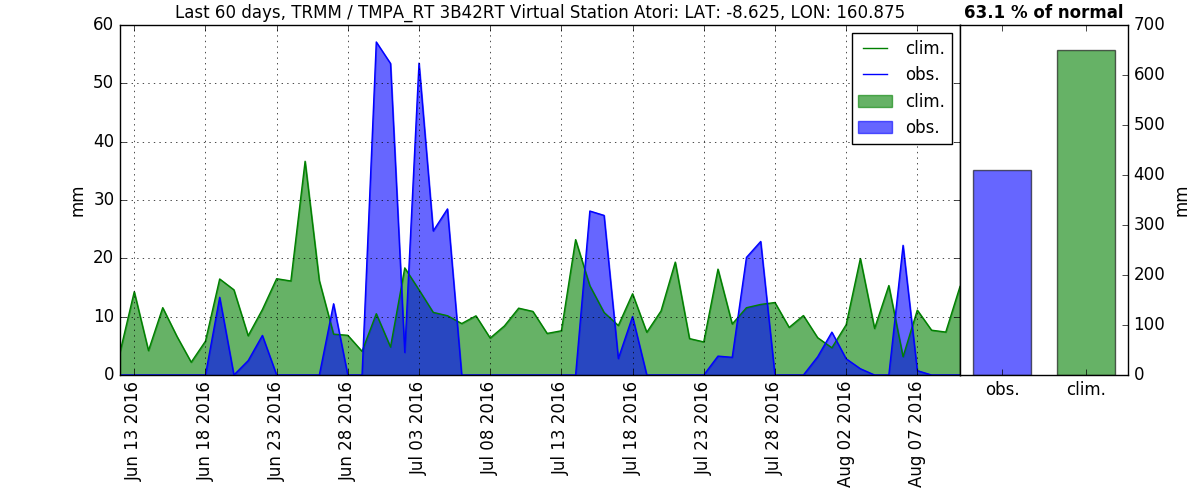 Last 60 days, TRMM / TMPA_RT 3B42RT Virtual Station Atori: LAT: -8.625, LON: 160.875
63.1 % of normal
60
50
40
30
20
10
0
mm
clim.
obs.
clim.
obs.
Jun 13 2016
Jun 18 2016
Jun 23 2016
Jun 28 2016
Jul 03 2016
Jul 08 2016
Jul 13 2016
Jul 18 2016
Jul 23 2016
Jul 28 2016
Aug 02 2016
Aug 07 2016
obs.
clim.
700
600
500
400
300
200
100
0
mm